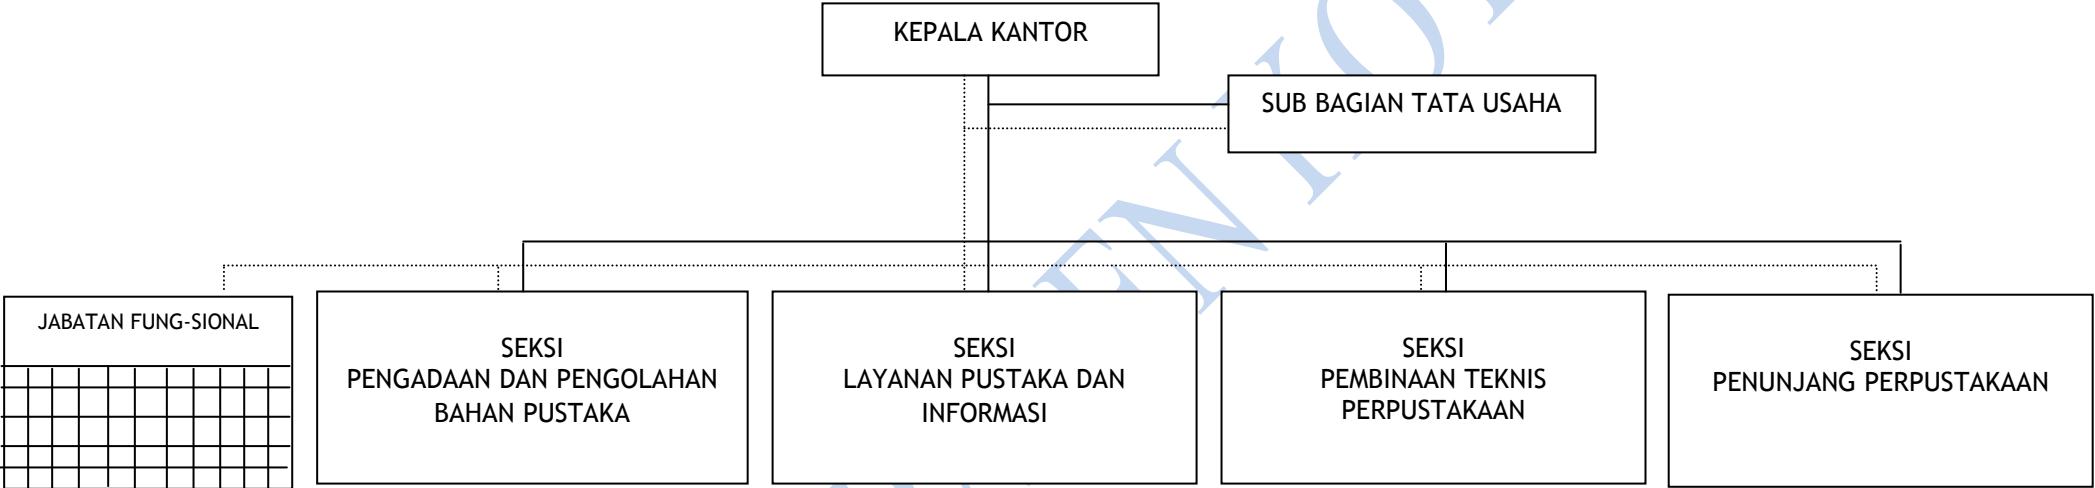 KEPALA KANTOR
SUB BAGIAN TATA USAHA
JABATAN FUNG-SIONAL
SEKSI
PENGADAAN DAN PENGOLAHAN
BAHAN PUSTAKA
SEKSI
LAYANAN PUSTAKA DAN
INFORMASI
SEKSI
PEMBINAAN TEKNIS
PERPUSTAKAAN
SEKSI
PENUNJANG PERPUSTAKAAN